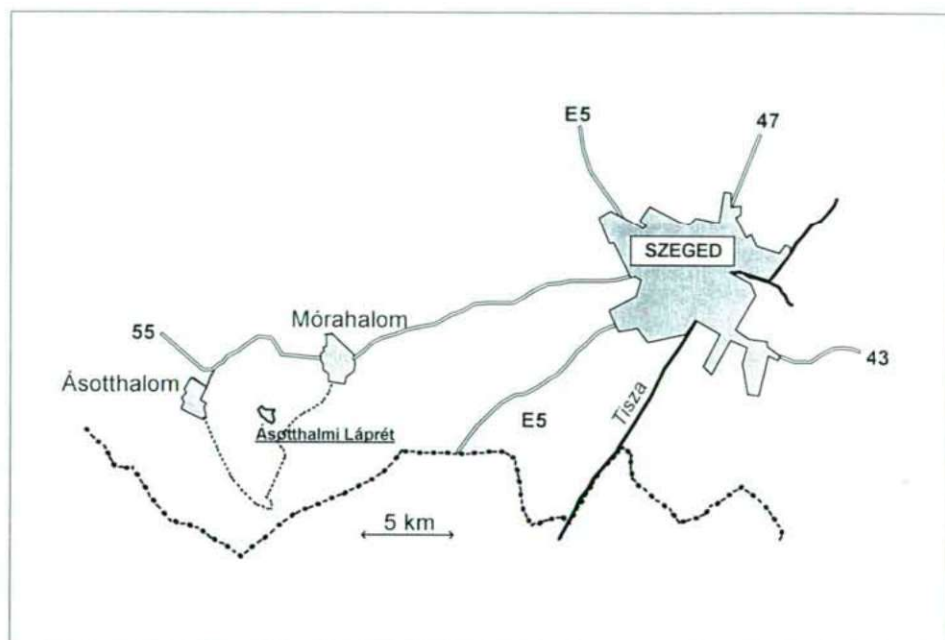 E5
47
SZEGED
Mórahalom
55
43
Ásotthalom
Ásotthalmi Láprét
E5
Tisza
5 km